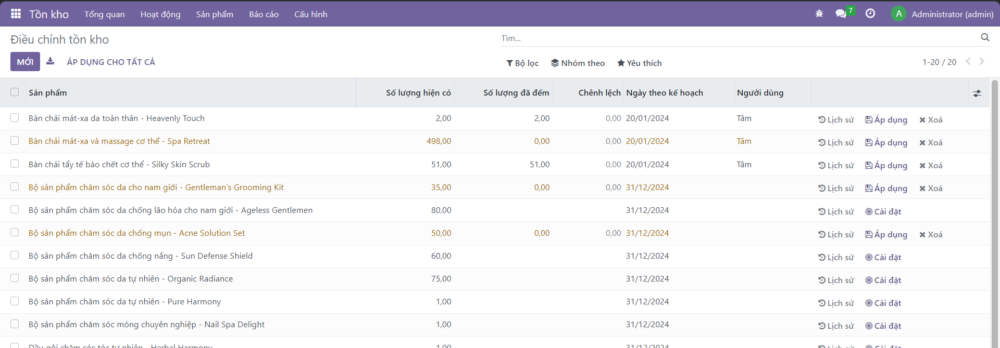 Tồn kho Tổng quan Hoạt động Sản phẩm Báo cáo Cấu hình 7 A Administrator (admin)
Điều chỉnh tồn kho Tìm...
MỚI ÁP DỤNG CHO TẤT CẢ Bộ lọc Nhóm theo Yêu thích 1-20 / 20
Sản phẩm Số lượng hiện có Số lượng đã đếm Chênh lệch Ngày theo kế hoạch Người dùng
Bàn chải mát-xa da toàn thân - Heavenly Touch 2,00 2,00 0,00 20/01/2024 Tâm Lịch sử Áp dụng Xoá
Bàn chải mát-xa và massage cơ thể - Spa Retreat 498,00 0,00 0,00 20/01/2024 Tâm Lịch sử Áp dụng Xoá
Bàn chải tẩy tế bào chết cơ thể - Silky Skin Scrub 51,00 51,00 0,00 20/01/2024 Tâm Lịch sử Áp dụng Xoá
Bộ sản phẩm chăm sóc da cho nam giới - Gentleman's Grooming Kit 35,00 0,00 0,00 31/12/2024 Lịch sử Áp dụng Xoá
Bộ sản phẩm chăm sóc da chống lão hóa cho nam giới - Ageless Gentlemen 80,00 31/12/2024 Lịch sử Cài đặt
Bộ sản phẩm chăm sóc da chống mụn - Acne Solution Set 50,00 0,00 0,00 31/12/2024 Lịch sử Áp dụng Xoá
Bộ sản phẩm chăm sóc da chống nắng - Sun Defense Shield 60,00 31/12/2024 Lịch sử Cài đặt
Bộ sản phẩm chăm sóc da tự nhiên - Organic Radiance 75,00 31/12/2024 Lịch sử Cài đặt
Bộ sản phẩm chăm sóc da tự nhiên - Pure Harmony 1,00 31/12/2024 Lịch sử Cài đặt
Bộ sản phẩm chăm sóc móng chuyên nghiệp - Nail Spa Delight 1,00 31/12/2024 Lịch sử Cài đặt
Dầu gội chăm sóc tóc tự nhiên - Herbal Harmony 1,00 31/12/2024 Lịch sử Cài đặt